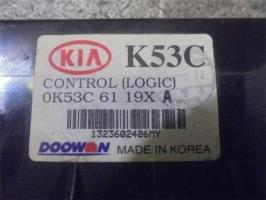 KIA K53C
CONTROL (LOGIC)
0K53C 61 19X A
1323602406MY
DOOWON MADE IN KOREA